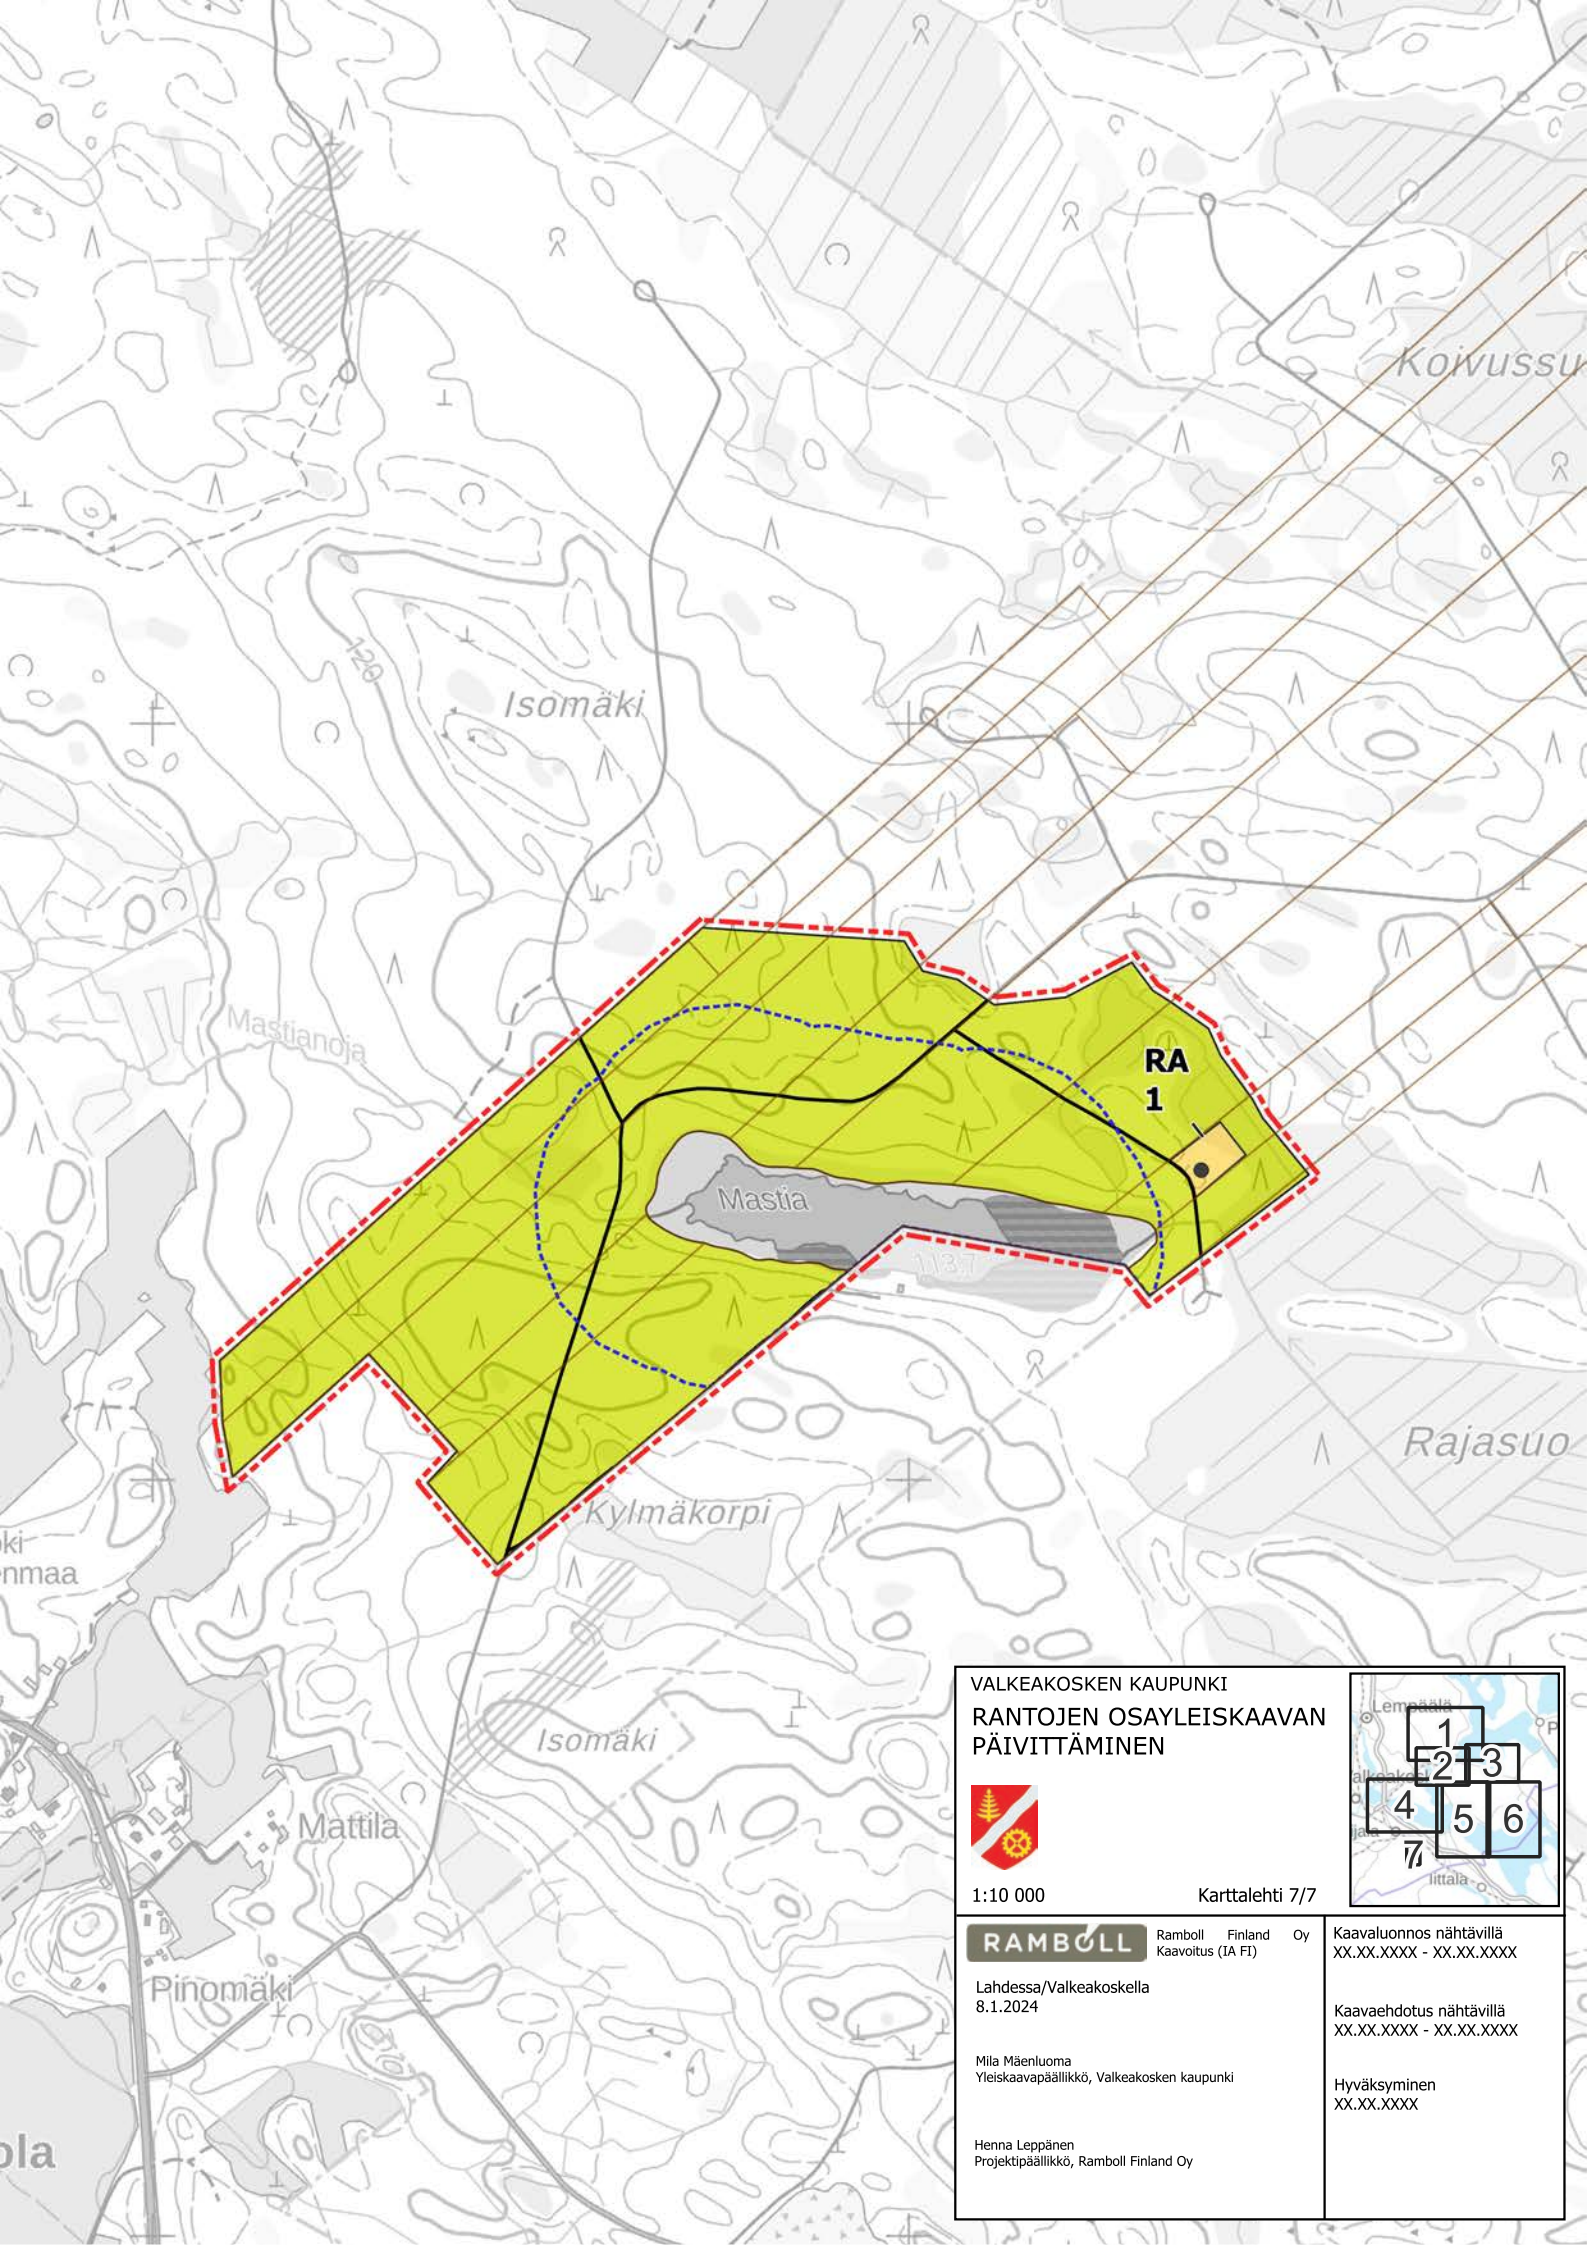 Koivussu
120
Isomäki
Mastianoja
RA
1
Mastia
113,7
Rajasuo
Kylmäkorpi
oki
enmaa
Isomäki
Mattila
Pinomäki
ola
VALKEAKOSKEN KAUPUNKI
RANTOJEN OSAYLEISKAAVAN
PÄIVITTÄMINEN
1:10 000
Karttalehti 7/7
Lempäälä
P
1
2
3
alkeakosk
4
5
6
jala
7
Iittala
RAMBOLL
Ramboll Finland Oy
Kaavoitus (IA FI)
Lahdessa/Valkeakoskella
8.1.2024
Mila Mäenluoma
Yleiskaavapäällikkö, Valkeakosken kaupunki
Henna Leppänen
Projektipäällikkö, Ramboll Finland Oy
Kaavaluonnos nähtävillä
XX.XX.XXXX - XX.XX.XXXX
Kaavaehdotus nähtävillä
XX.XX.XXXX - XX.XX.XXXX
Hyväksyminen
XX.XX.XXXX